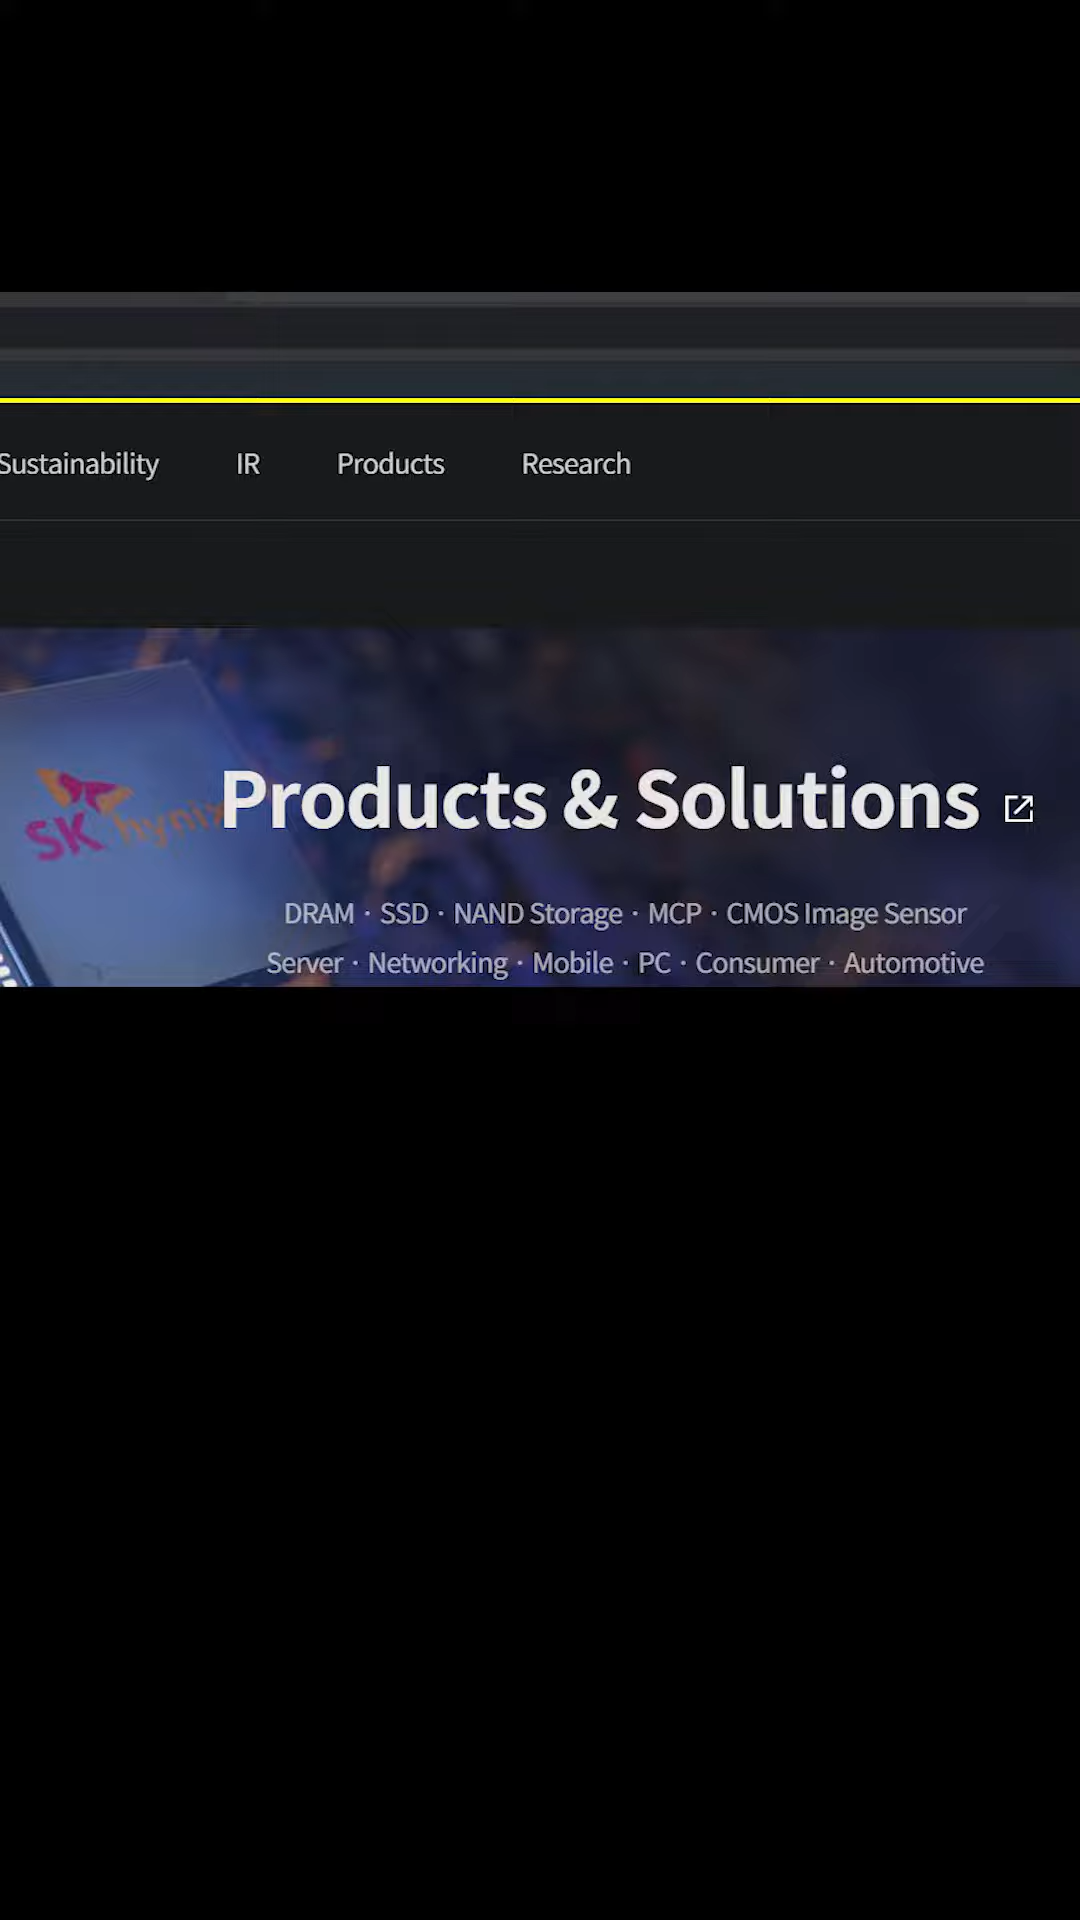 Sustainability IR Products Research
SK hynix
Products & Solutions
DRAM · SSD · NAND Storage · MCP · CMOS Image Sensor
Server · Networking · Mobile · PC · Consumer · Automotive